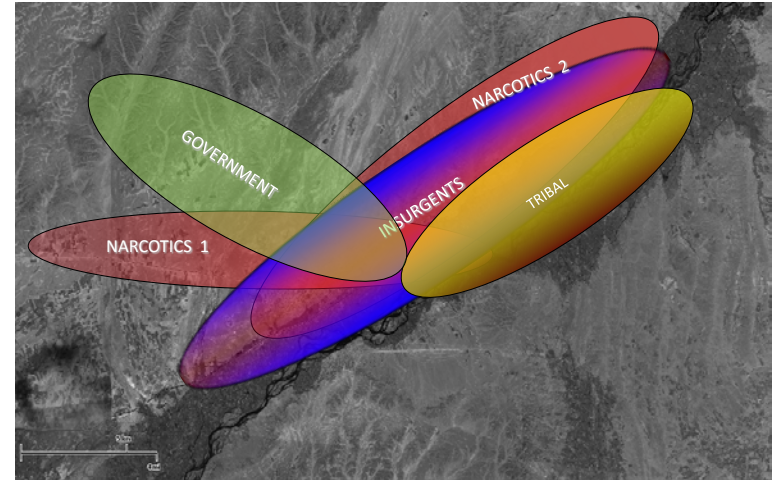 NARCOTICS 2
GOVERNMENT
INSURGENTS
TRIBAL
NARCOTICS 1